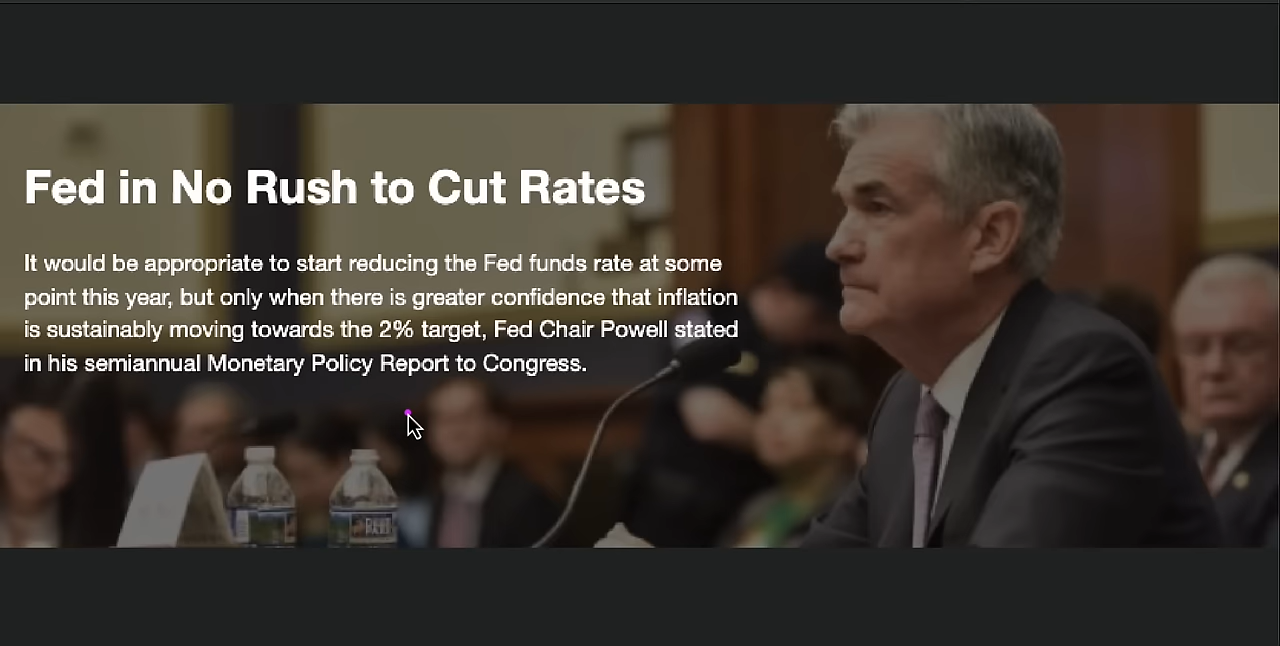 Fed in No Rush to Cut Rates
It would be appropriate to start reducing the Fed funds rate at some
point this year, but only when there is greater confidence that inflation
is sustainably moving towards the 2% target, Fed Chair Powell stated
in his semiannual Monetary Policy Report to Congress.